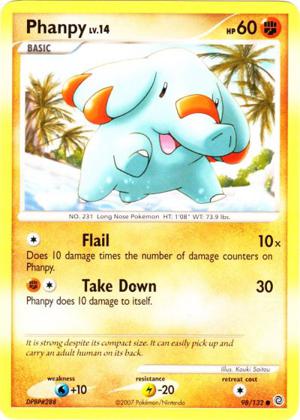 Phanpy LV.14
HP 60
BASIC
NO. 231 Long Nose Pokémon HT: 1'08" WT: 73.9 lbs.
Flail 10x
Does 10 damage times the number of damage counters on
Phanpy.
Take Down 30
Phanpy does 10 damage to itself.
It is strong despite its compact size. It can easily pick up and
carry an adult human on its back.
Illus. Kouki Saitou
weakness resistance retreat cost
+10 -20
DPBP#288 ©2007 Pokémon/Nintendo 98/132